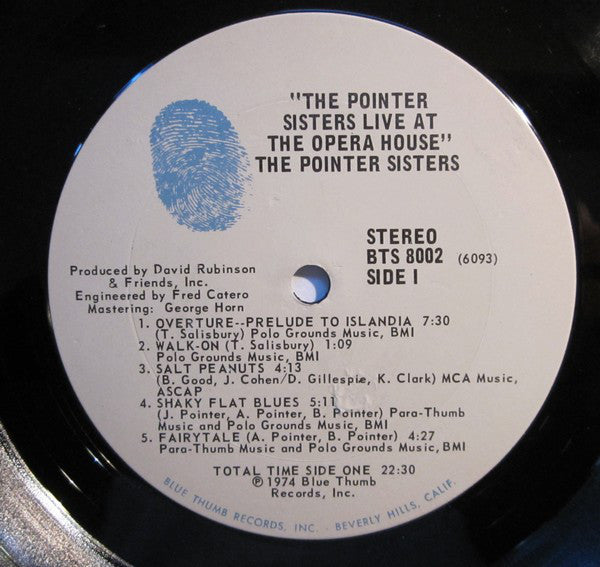 "THE POINTER
SISTERS LIVE AT
THE OPERA HOUSE"
THE POINTER SISTERS
STEREO
BTS 8002 (6093)
SIDE I
Produced by David Rubinson
& Friends, Inc.
Engineered by Fred Catero
Mastering: George Horn
1. OVERTURE--PRELUDE TO ISLANDIA 7:30
(T. Salisbury) Polo Grounds Music, BMI
2. WALK-ON (T. Salisbury) 1:09
Polo Grounds Music, BMI
3. SALT PEANUTS 4:13
(B. Good, J. Cohen/D. Gillespie, K. Clark) MCA Music,
ASCAP
4. SHAKY FLAT BLUES 5:11
(J. Pointer, A. Pointer, B. Pointer) Para-Thumb
Music and Polo Grounds Music, BMI
5. FAIRYTALE (A. Pointer, B. Pointer) 4:27
Para-Thumb Music and Polo Grounds Music, BMI
TOTAL TIME SIDE ONE 22:30
℗ 1974 Blue Thumb
Records, Inc.
BLUE THUMB RECORDS, INC. · BEVERLY HILLS, CALIF.